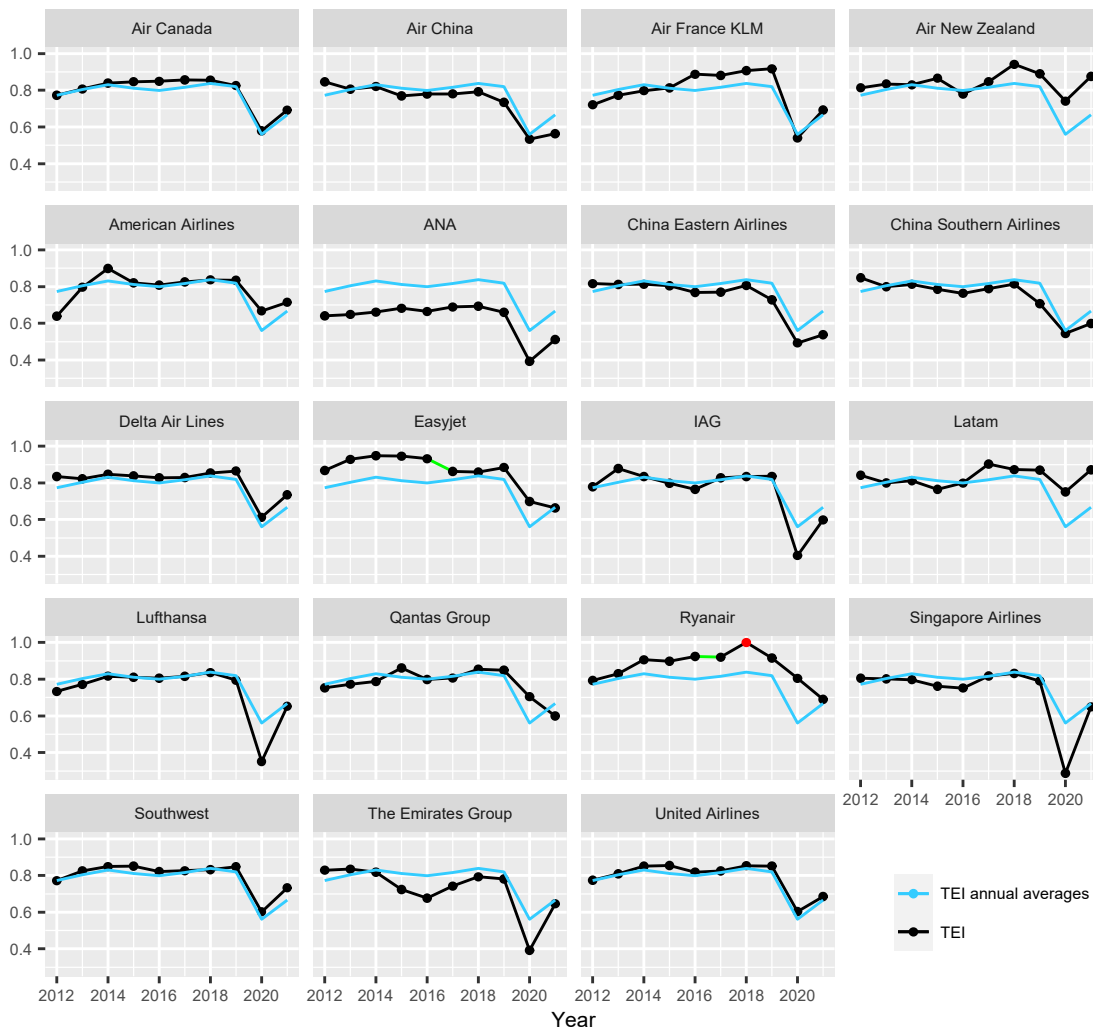 Air Canada Air China Air France KLM Air New Zealand
1.0
0.8
0.6
0.4
American Airlines ANA China Eastern Airlines China Southern Airlines
1.0
0.8
0.6
0.4
Delta Air Lines Easyjet IAG Latam
1.0
0.8
0.6
0.4
Lufthansa Qantas Group Ryanair Singapore Airlines
1.0
0.8
0.6
0.4
2012 2014 2016 2018 2020
Southwest The Emirates Group United Airlines
1.0
0.8
0.6
0.4
2012 2014 2016 2018 2020 2012 2014 2016 2018 2020 2012 2014 2016 2018 2020
Year
TEI annual averages
TEI